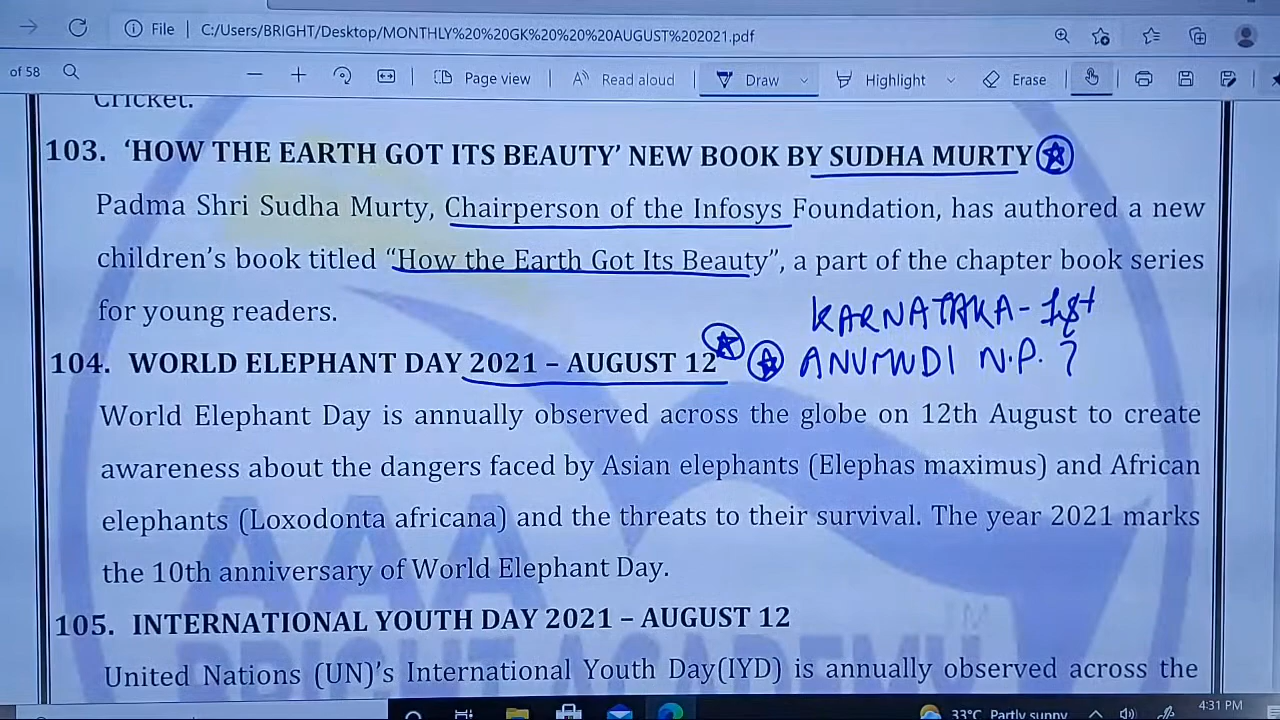 File | C:/Users/BRIGHT/Desktop/MONTHLY%20%20GK%20%20%20AUGUST%202021.pdf
of 58
Page view
Read aloud
Draw
Highlight
Erase
Cricket.
103. ‘HOW THE EARTH GOT ITS BEAUTY’ NEW BOOK BY SUDHA MURTY
Padma Shri Sudha Murty, Chairperson of the Infosys Foundation, has authored a new
children’s book titled “How the Earth Got Its Beauty”, a part of the chapter book series
for young readers.
KARNATAKA - 1st
104. WORLD ELEPHANT DAY 2021 – AUGUST 12
ANUMUDI N.P. ?
World Elephant Day is annually observed across the globe on 12th August to create
awareness about the dangers faced by Asian elephants (Elephas maximus) and African
elephants (Loxodonta africana) and the threats to their survival. The year 2021 marks
the 10th anniversary of World Elephant Day.
105. INTERNATIONAL YOUTH DAY 2021 – AUGUST 12
United Nations (UN)’s International Youth Day(IYD) is annually observed across the
AAA
BRIGHT ACADEMY
33°C Partly sunny
4:31 PM